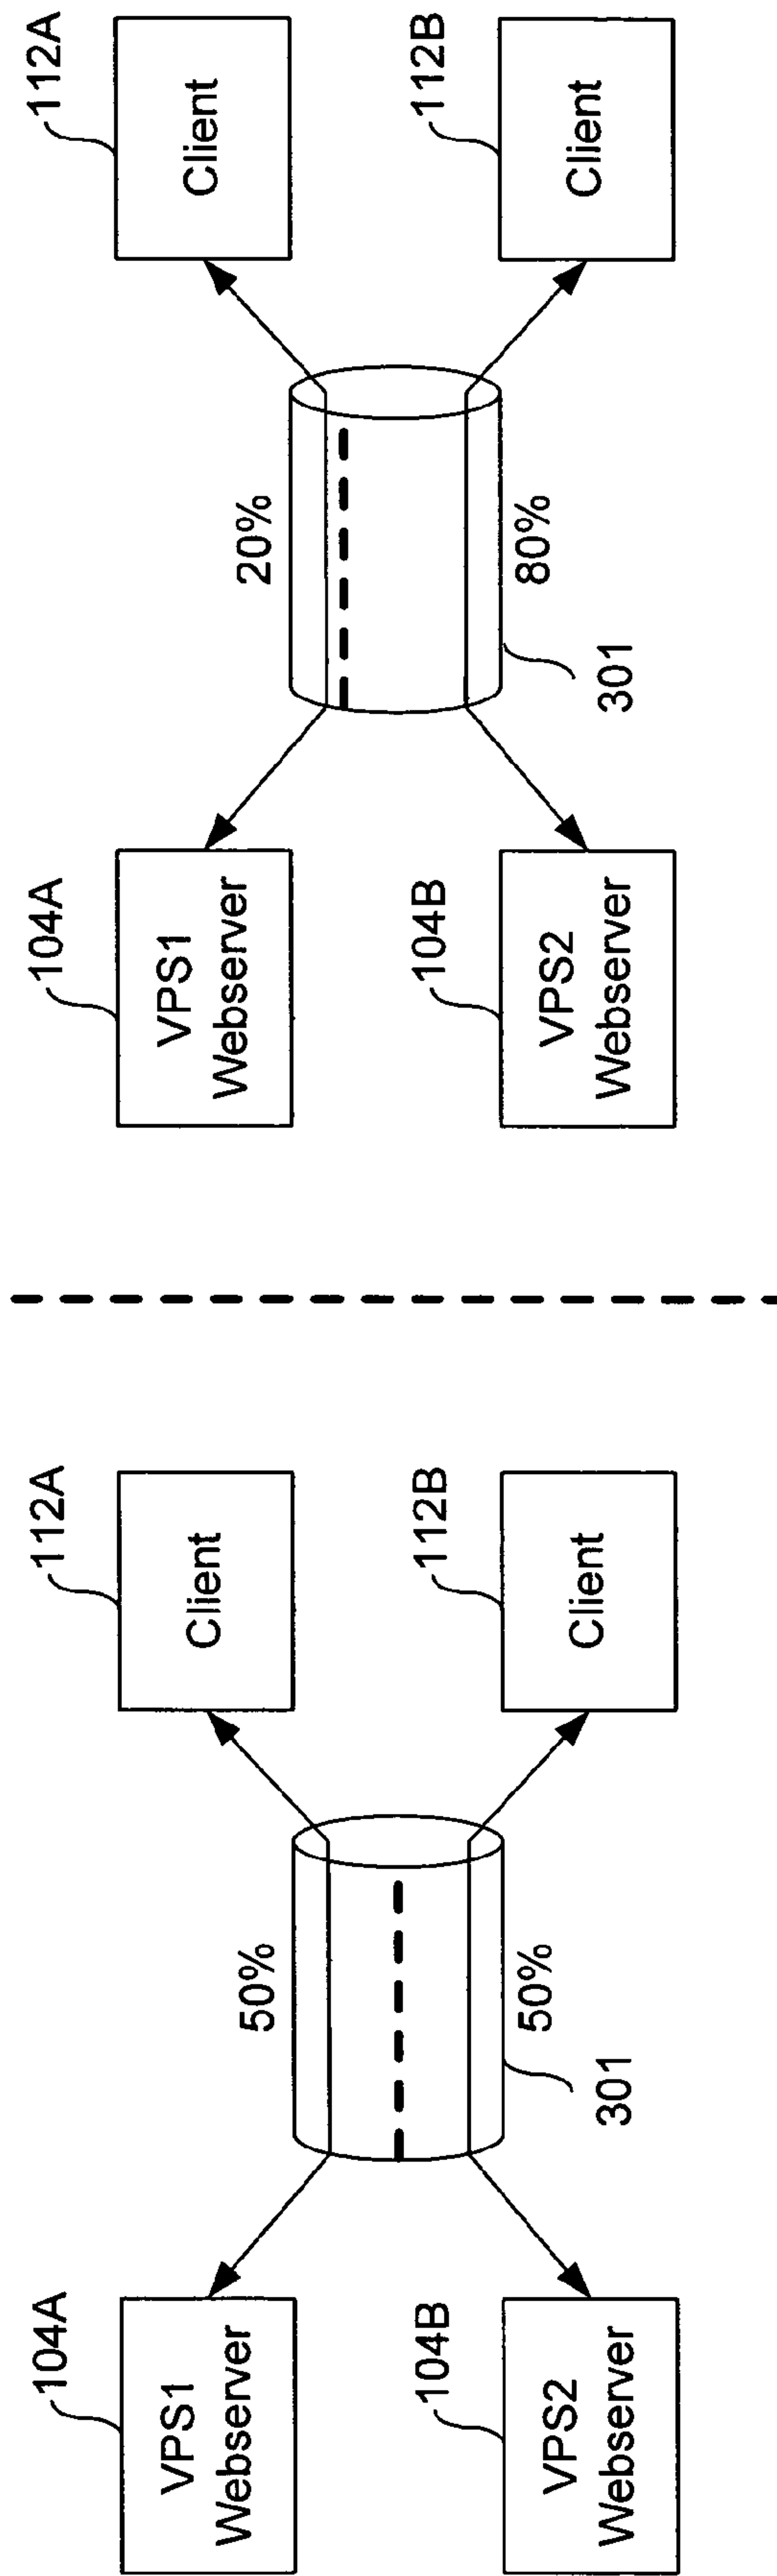 104A
VPS1
Webserver
50%
112A
Client
104B
VPS2
Webserver
50%
301
112B
Client
104A
VPS1
Webserver
20%
112A
Client
104B
VPS2
Webserver
80%
301
112B
Client